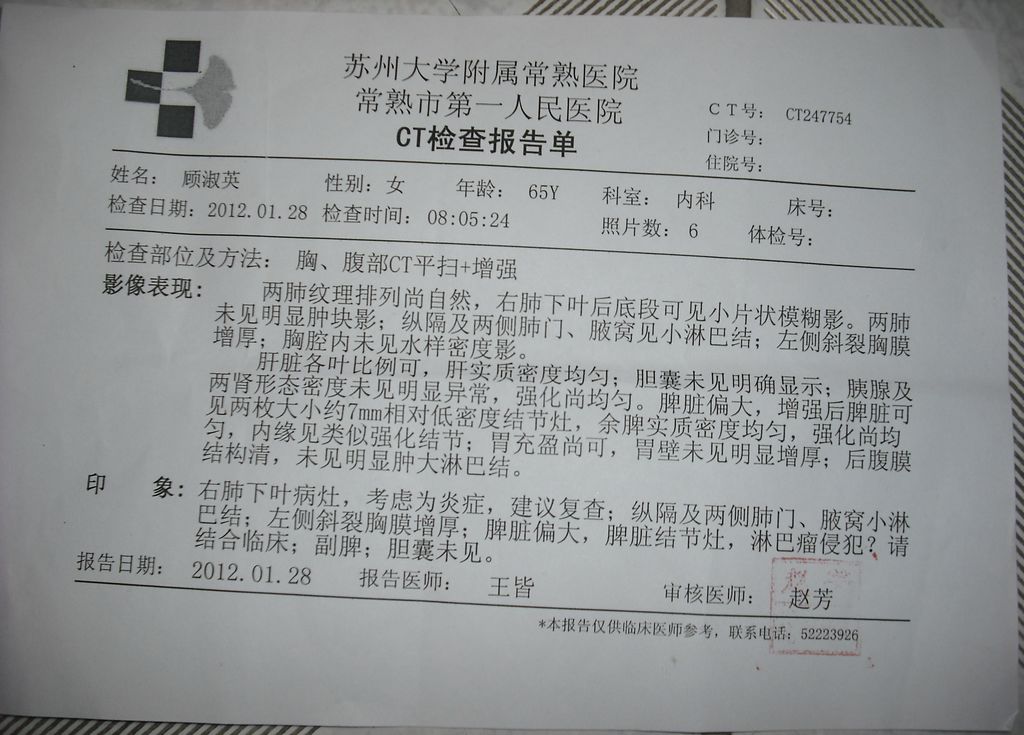 苏州大学附属常熟医院
常熟市第一人民医院
CT检查报告单
CT号: CT247754
门诊号:
住院号:
姓名: 顾淑英 性别: 女 年龄: 65Y 科室: 内科 床号:
检查日期: 2012.01.28 检查时间: 08:05:24 照片数: 6 体检号:
检查部位及方法: 胸、腹部CT平扫+增强
影像表现: 两肺纹理排列尚自然，右肺下叶后底段可见小片状模糊影。两肺
未见明显肿块影；纵隔及两侧肺门、腋窝见小淋巴结；左侧斜裂胸膜
增厚；胸腔内未见水样密度影。
肝脏各叶比例可，肝实质密度均匀；胆囊未见明确显示；胰腺及
两肾形态密度未见明显异常，强化尚均匀。脾脏偏大，增强后脾脏可
见两枚大小约7mm相对低密度结节灶，余脾实质密度均匀，强化尚均
匀，内缘见类似强化结节；胃充盈尚可，胃壁未见明显增厚；后腹膜
结构清，未见明显肿大淋巴结。
印 象: 右肺下叶病灶，考虑为炎症，建议复查；纵隔及两侧肺门、腋窝小淋
巴结；左侧斜裂胸膜增厚；脾脏偏大，脾脏结节灶，淋巴瘤侵犯？请
结合临床；副脾；胆囊未见。
报告日期: 2012.01.28 报告医师: 王皆 审核医师: 赵芳
*本报告仅供临床医师参考，联系电话: 52223926